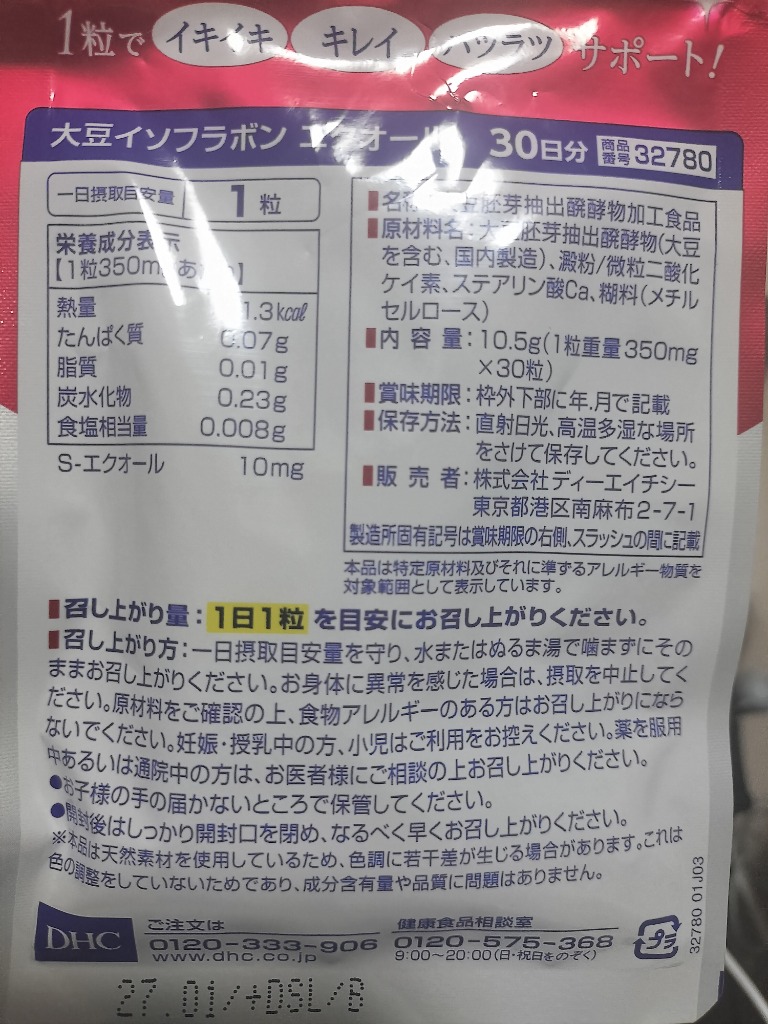 1粒で イキイキ キレイ ハツラツ サポート!
大豆イソフラボン エクオール 30日分 商品番号 32780
一日摂取目安量 1粒
栄養成分表示
【1粒350mgあたり】
熱量 1.3kcal
たんぱく質 0.07g
脂質 0.01g
炭水化物 0.23g
食塩相当量 0.008g
S-エクオール 10mg
■名称 胚芽抽出醗酵物加工食品
■原材料名:大豆胚芽抽出醗酵物(大豆
を含む、国内製造)、澱粉/微粒二酸化
ケイ素、ステアリン酸Ca、糊料(メチル
セルロース)
■内容量:10.5g(1粒重量350mg
×30粒)
■賞味期限:枠外下部に年.月で記載
■保存方法:直射日光、高温多湿な場所
をさけて保存してください。
■販売者:株式会社ディーエイチシー
東京都港区南麻布2-7-1
製造所固有記号は賞味期限の右側、スラッシュの間に記載
本品は特定原材料及びそれに準ずるアレルギー物質を
対象範囲として表示しています。
■召し上がり量:1日1粒を目安にお召し上がりください。
■召し上がり方:一日摂取目安量を守り、水またはぬるま湯で噛まずにその
ままお召し上がりください。お身体に異常を感じた場合は、摂取を中止してく
ださい。原材料をご確認の上、食物アレルギーのある方はお召し上がりになら
ないでください。妊娠・授乳中の方、小児はご利用をお控えください。薬を服用
中あるいは通院中の方は、お医者様にご相談の上お召し上がりください。
●お子様の手の届かないところで保管してください。
●開封後はしっかり開封口を閉め、なるべく早くお召し上がりください。
※本品は天然素材を使用しているため、色調に若干差が生じる場合があります。これは
色の調整をしていないためであり、成分含有量や品質に問題はありません。
DHC
ご注文は
0120-333-906
www.dhc.co.jp
健康食品相談室
0120-575-368
9:00~20:00(日・祝日をのぞく)
プラ
32780 01J03
27.01/+DSL/B